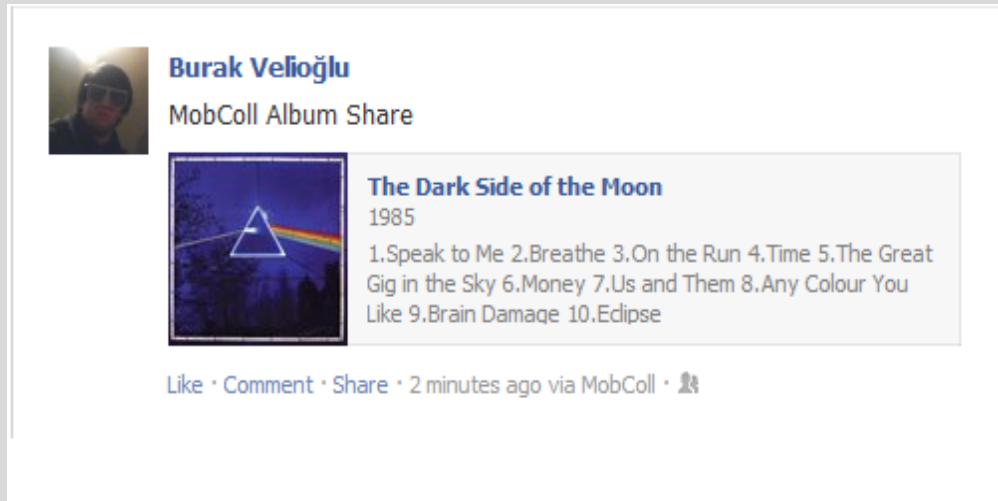 Burak Velioğlu
MobColl Album Share
The Dark Side of the Moon
1985
1.Speak to Me 2.Breathe 3.On the Run 4.Time 5.The Great
Gig in the Sky 6.Money 7.Us and Them 8.Any Colour You
Like 9.Brain Damage 10.Eclipse
Like · Comment · Share · 2 minutes ago via MobColl ·